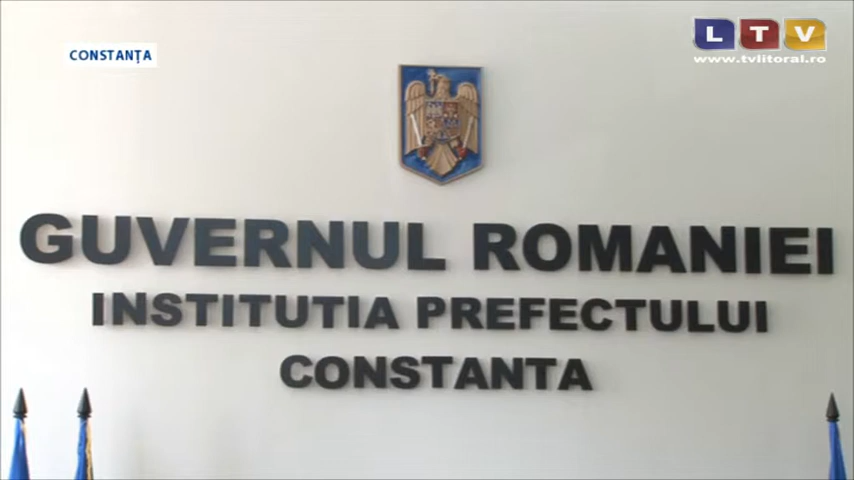 CONSTANȚA
LTV
www.tvlitoral.ro
GUVERNUL ROMANIEI
INSTITUTIA PREFECTULUI
CONSTANTA